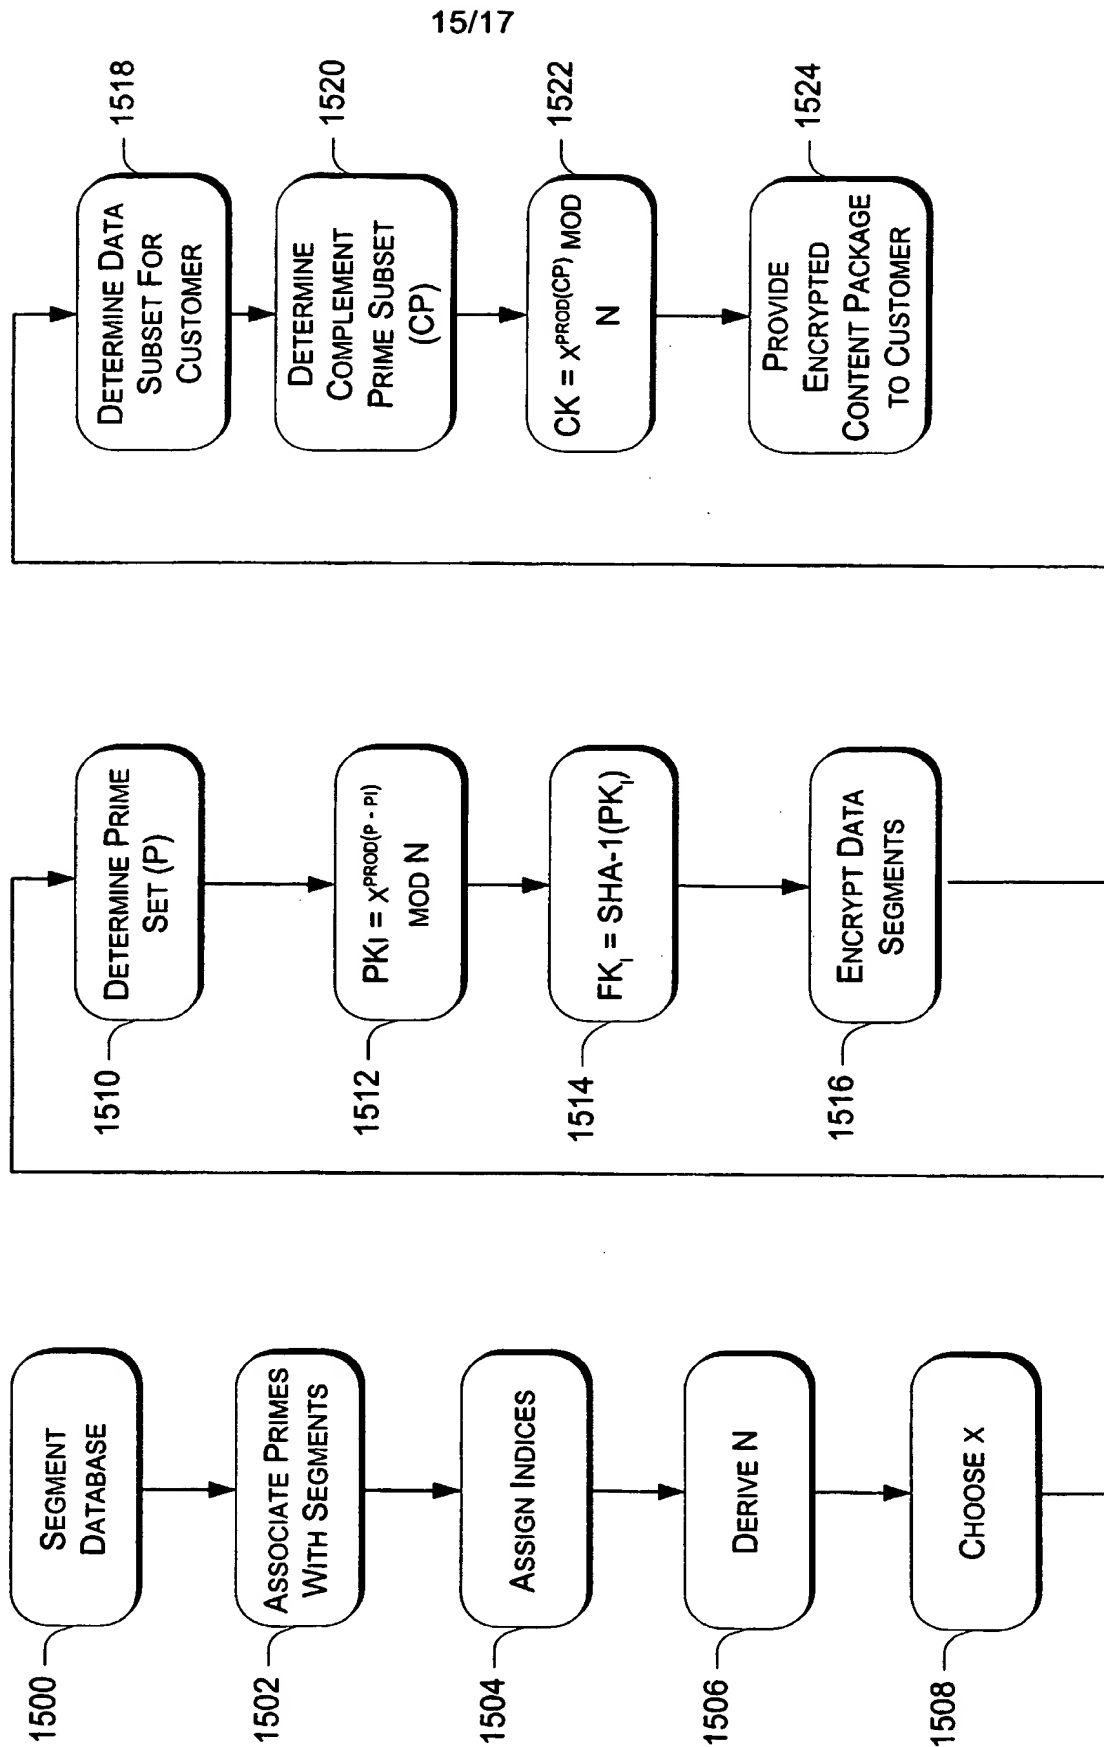 15/17
1500
SEGMENT
DATABASE
1502
ASSOCIATE PRIMES
WITH SEGMENTS
1504
ASSIGN INDICES
1506
DERIVE N
1508
CHOOSE X
1510
DETERMINE PRIME
SET (P)
1512
PKI = X^PROD(P - PI)
MOD N
1514
FK_I = SHA-1(PK_I)
1516
ENCRYPT DATA
SEGMENTS
1518
DETERMINE DATA
SUBSET FOR
CUSTOMER
1520
DETERMINE
COMPLEMENT
PRIME SUBSET
(CP)
1522
CK = X^PROD(CP) MOD
N
1524
PROVIDE
ENCRYPTED
CONTENT PACKAGE
TO CUSTOMER